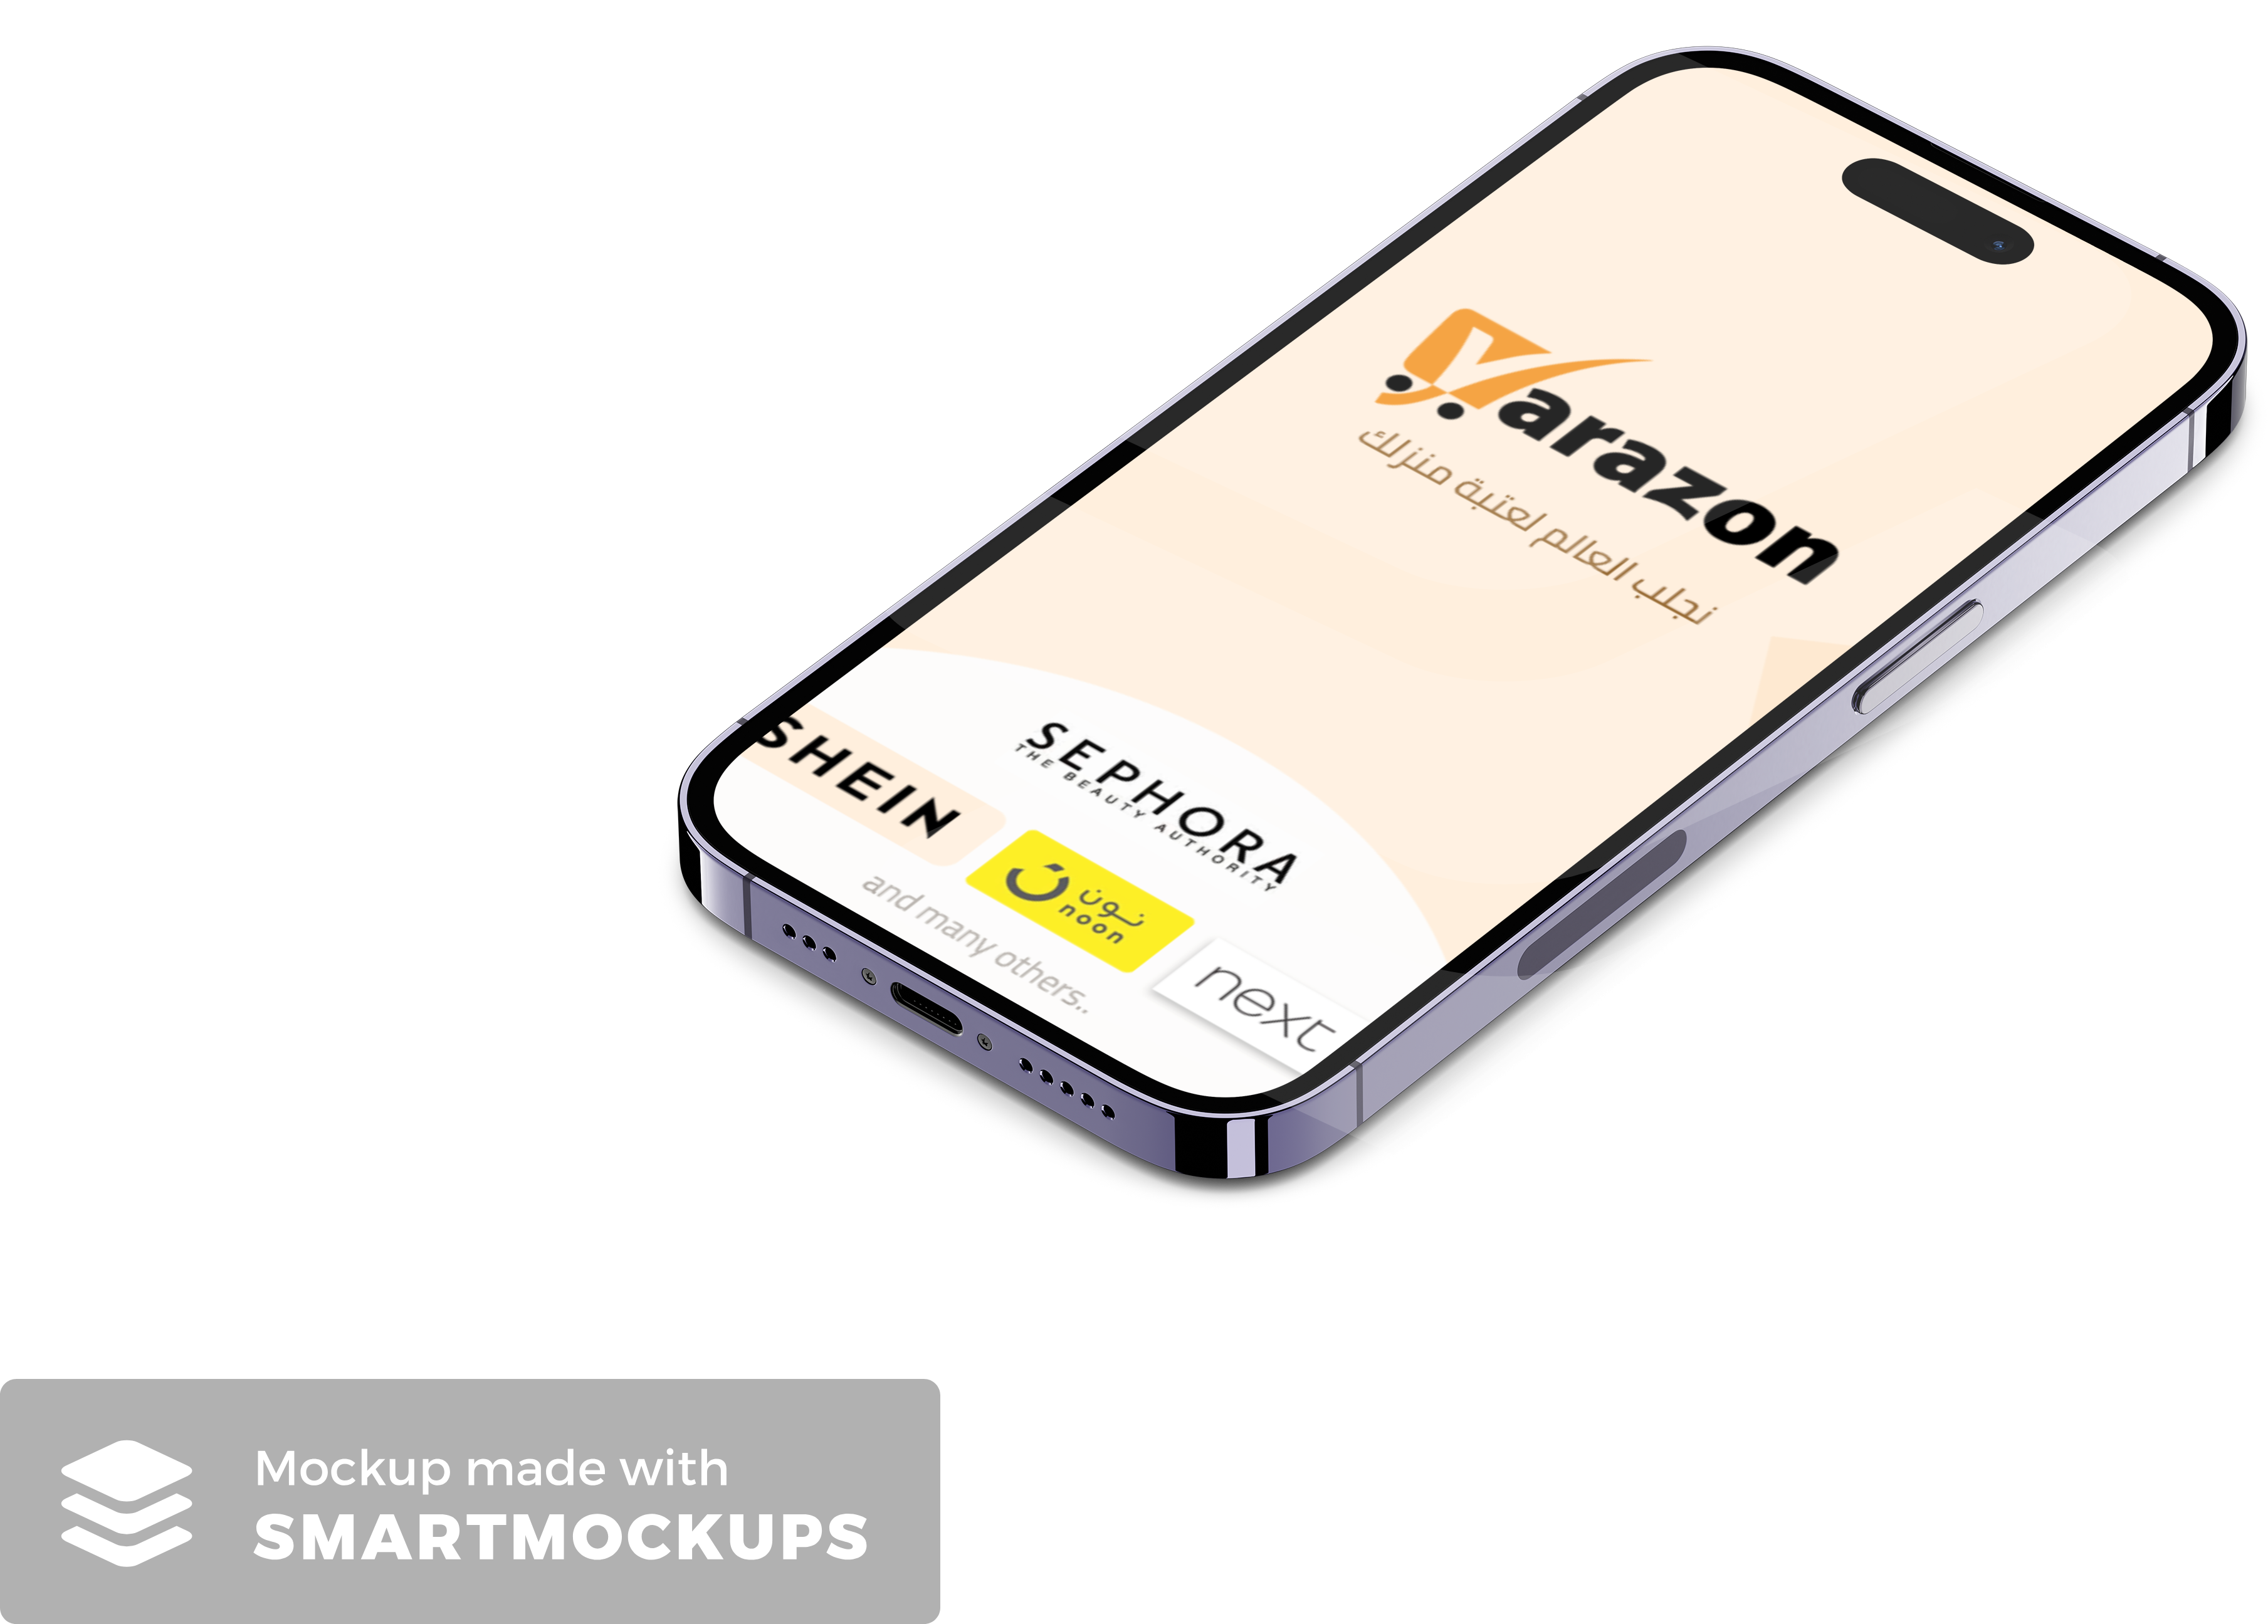 Yarazon
نجلب العالم لعتبة منزلك
SEPHORA
THE BEAUTY AUTHORITY
SHEIN
نون
noon
next
and many others..
Mockup made with
SMARTMOCKUPS